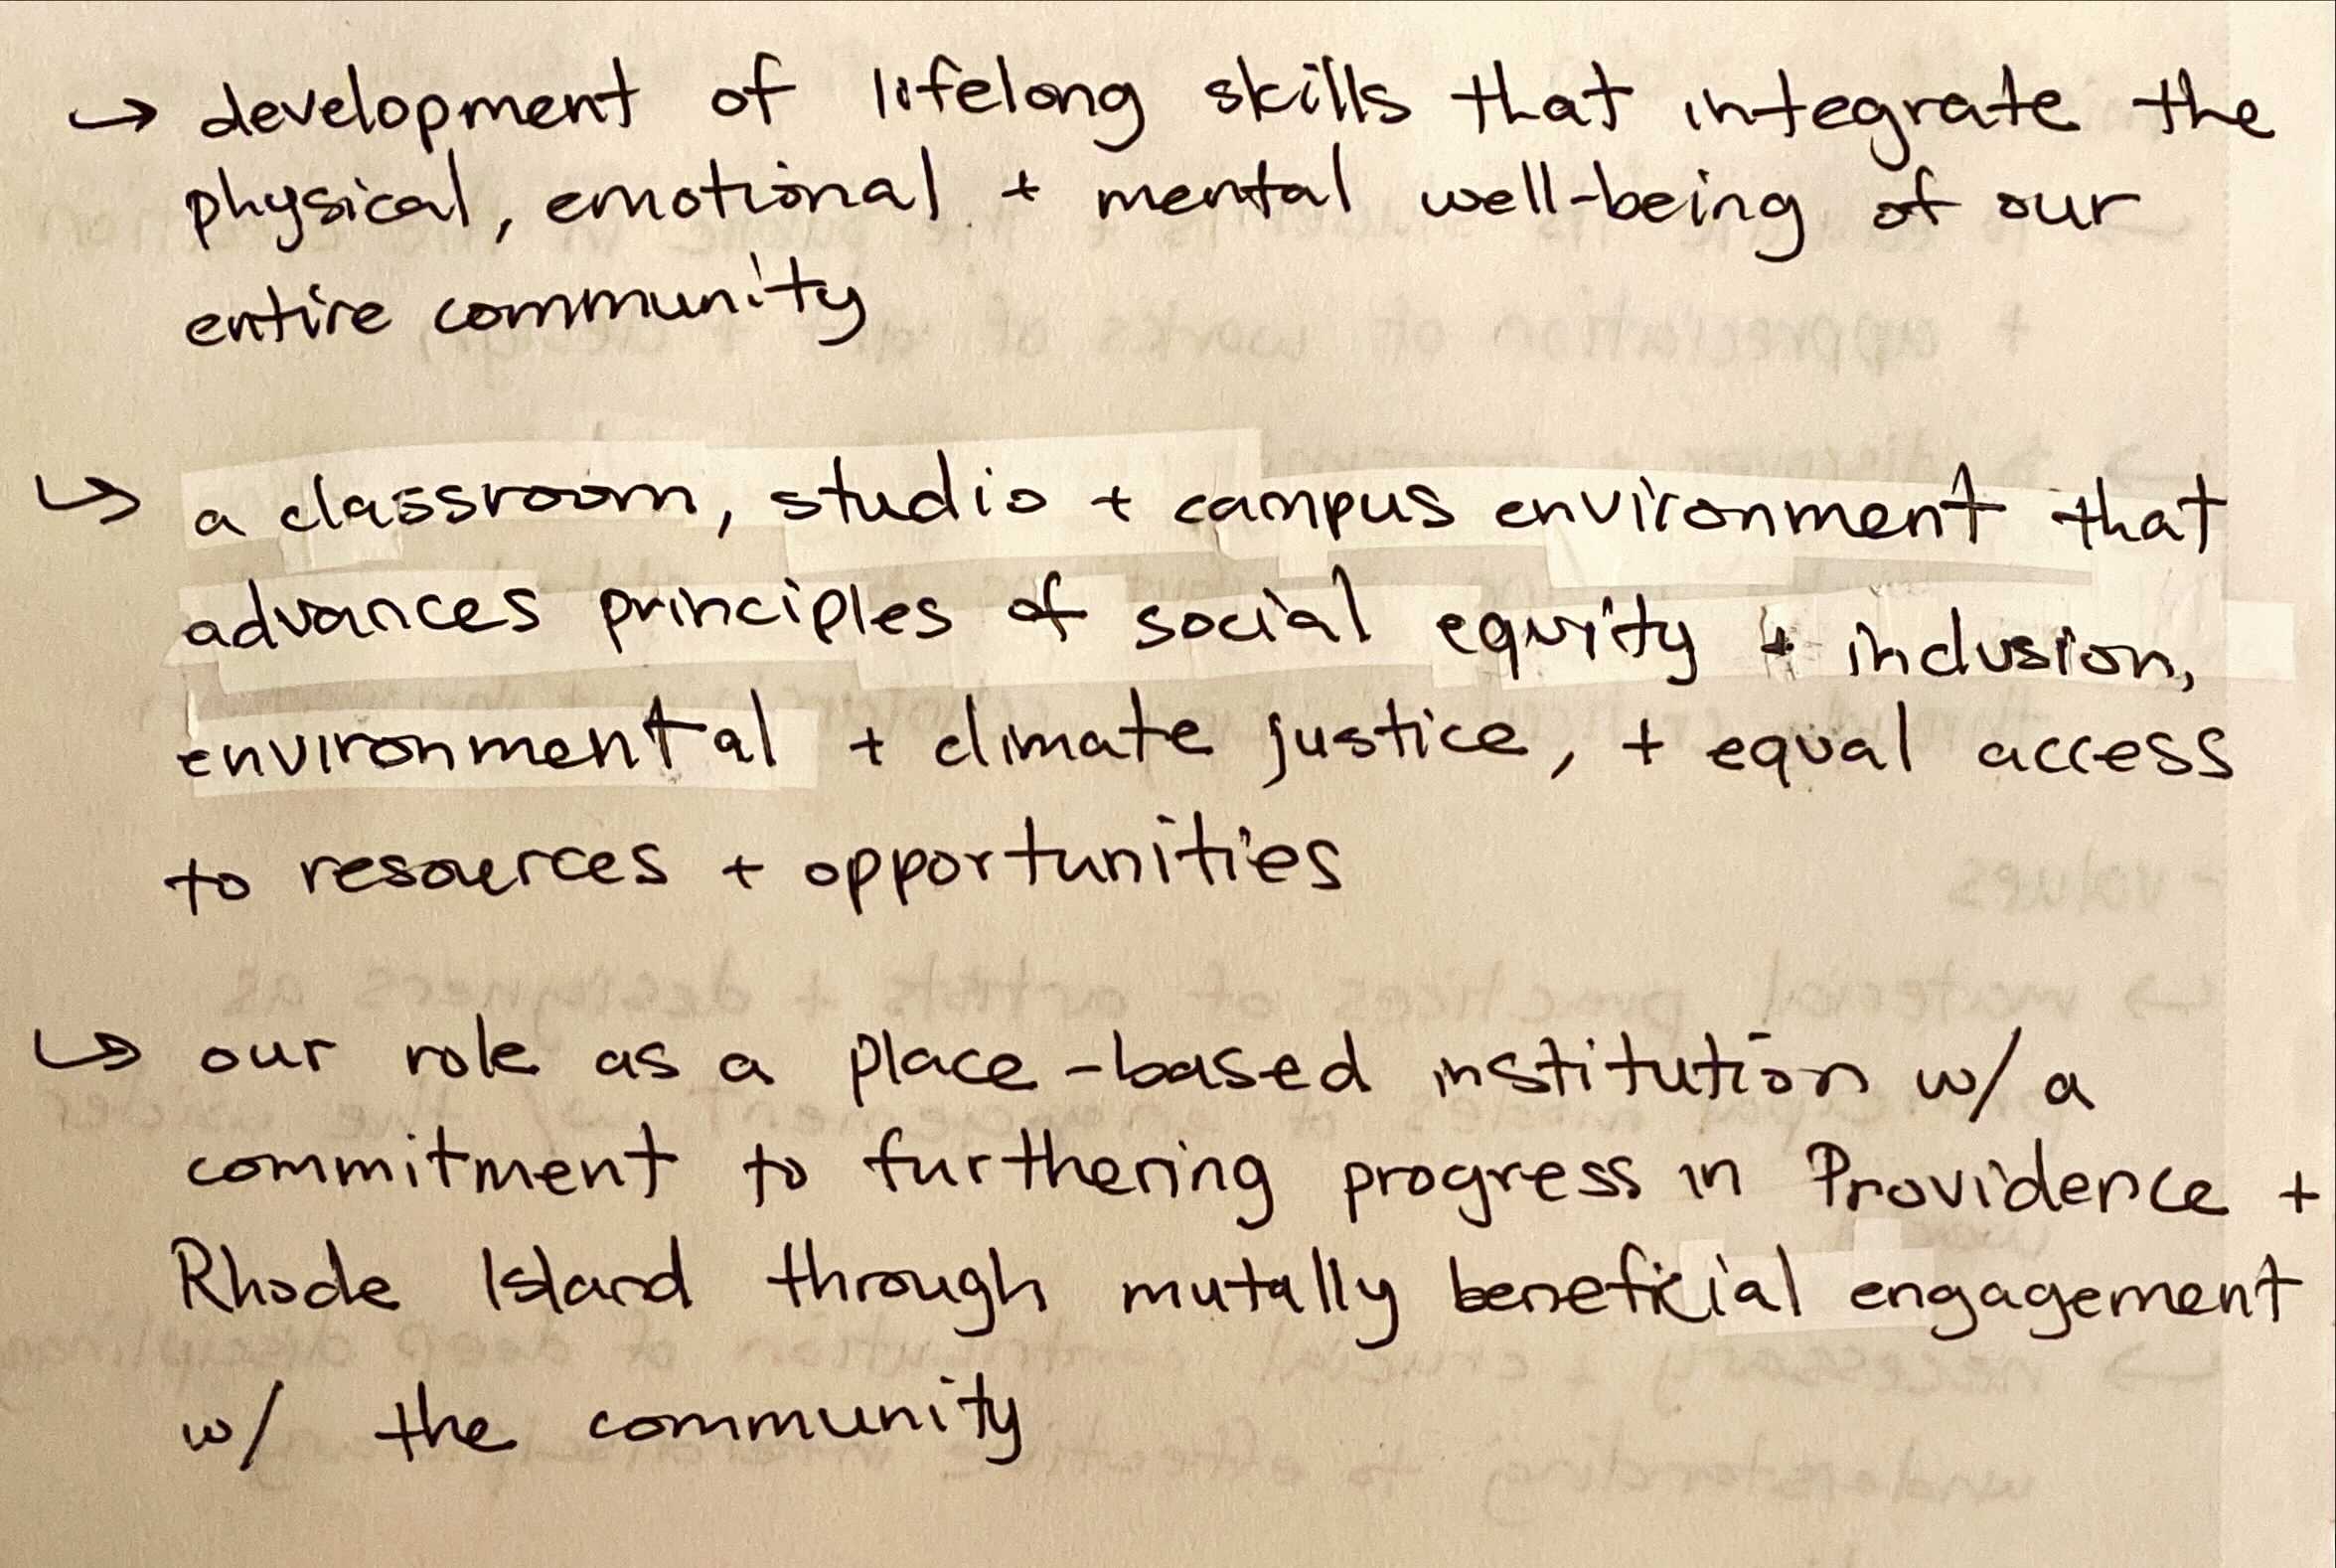 → development of lifelong skills that integrate the
physical, emotional + mental well-being of our
entire community
↳ a classroom, studio + campus environment that
advances principles of social equity + inclusion,
environmental + climate justice, + equal access
to resources + opportunities
↳ our role as a place-based institution w/ a
commitment to furthering progress in Providence +
Rhode Island through mutally beneficial engagement
w/ the community